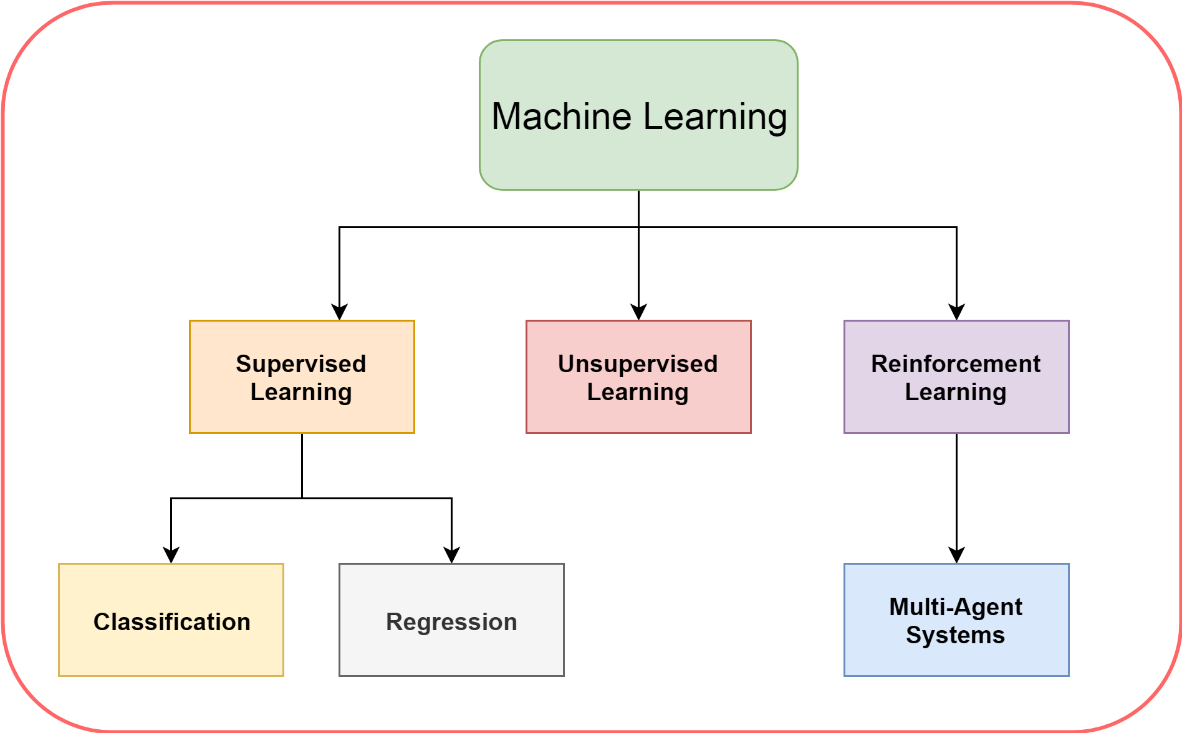 Machine Learning
Supervised
Learning
Unsupervised
Learning
Reinforcement
Learning
Classification
Regression
Multi-Agent
Systems